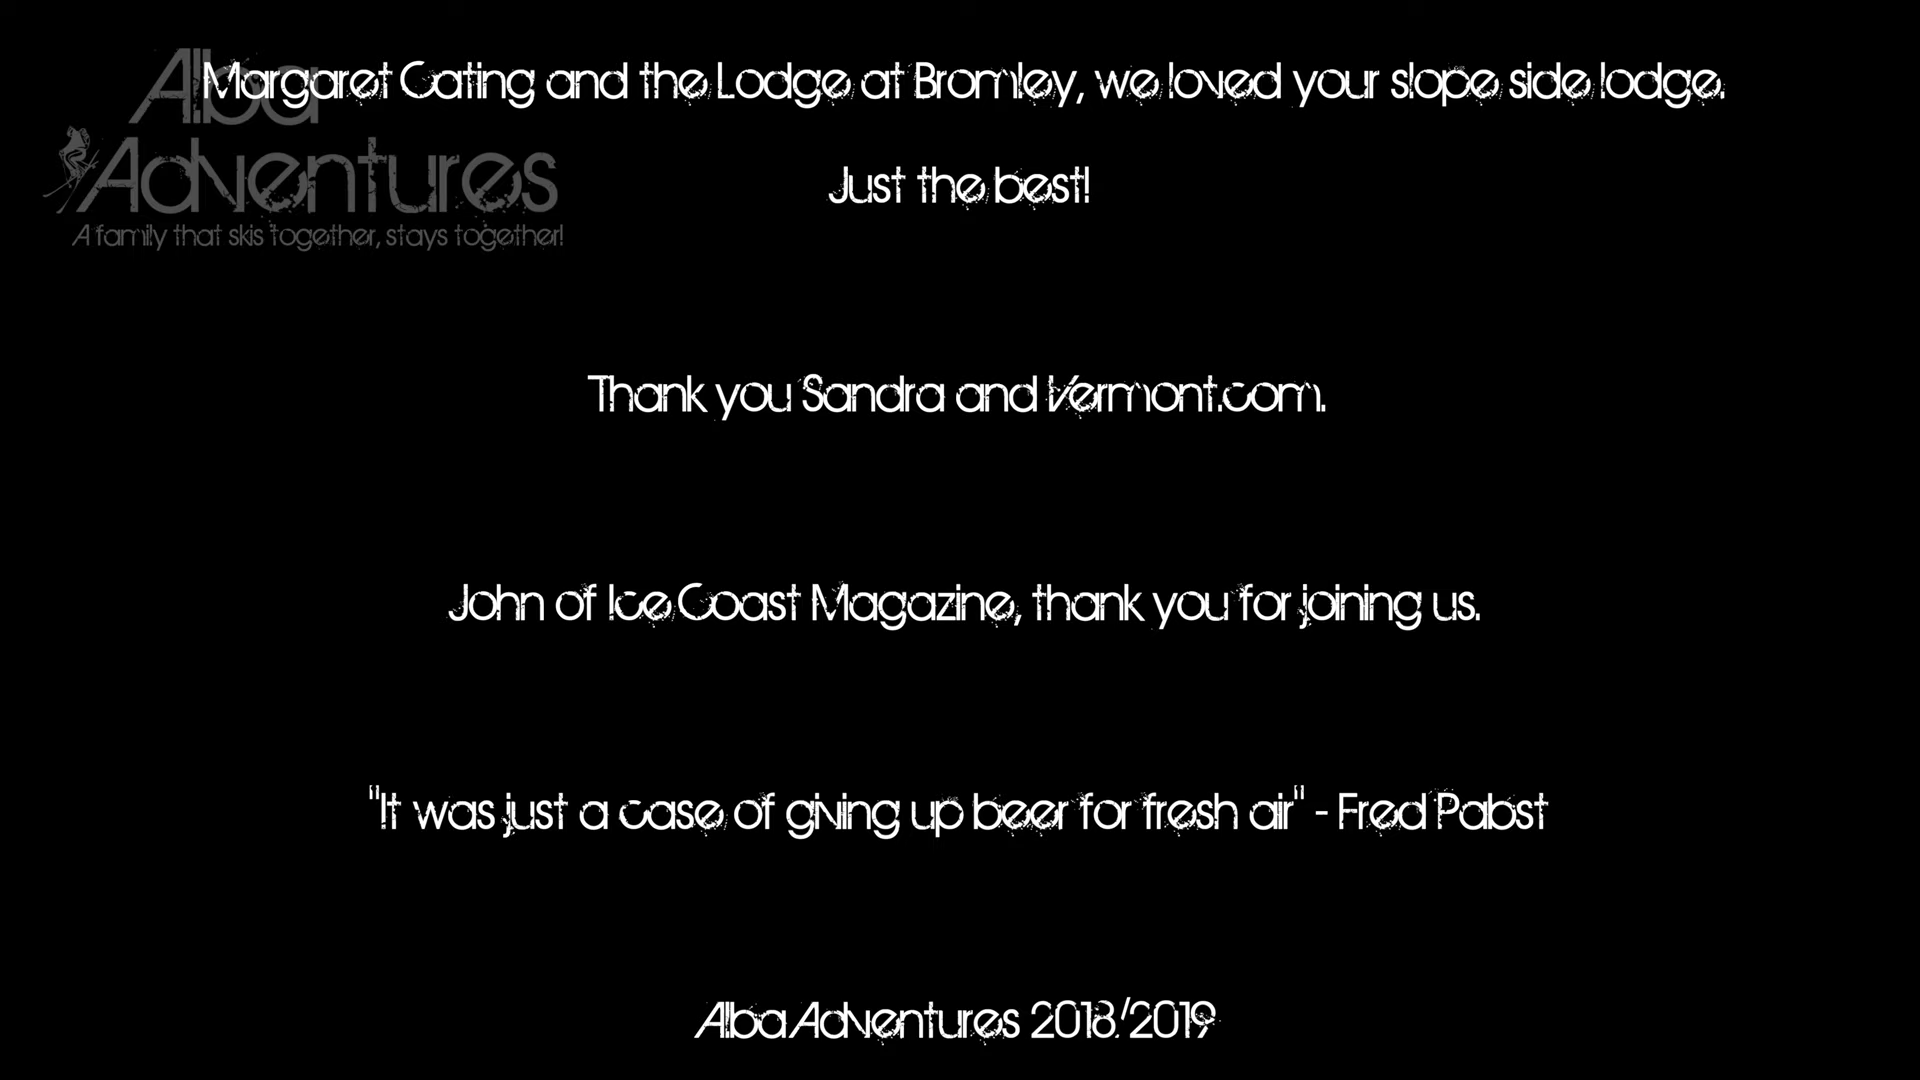 Margaret Cating and the Lodge at Bromley, we loved your slope side lodge.
Alba
Adventures
A family that skis together, stays together!
Just the best!
Thank you Sandra and Vermont.com.
John of Ice Coast Magazine, thank you for joining us.
"It was just a case of giving up beer for fresh air" - Fred Pabst
Alba Adventures 2018/2019